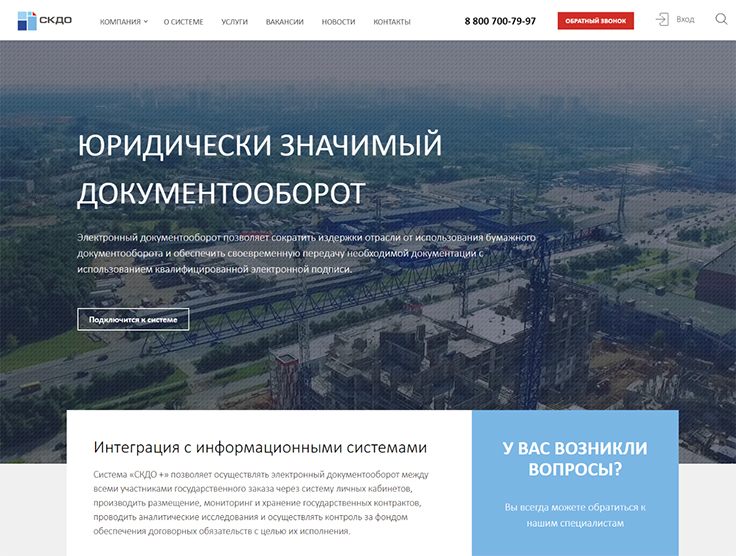 СКДО
КОМПАНИЯ
О СИСТЕМЕ
УСЛУГИ
ВАКАНСИИ
НОВОСТИ
КОНТАКТЫ
8 800 700-79-97
ОБРАТНЫЙ ЗВОНОК
Вход
ЮРИДИЧЕСКИ ЗНАЧИМЫЙ
ДОКУМЕНТООБОРОТ
Электронный документооборот позволяет сократить издержки отрасли от использования бумажного
документооборота и обеспечить своевременную передачу необходимой документации с
использованием квалифицированной электронной подписи.
Подключится к системе
Интеграция с информационными системами
Система «СКДО +» позволяет осуществлять электронный документооборот между
всеми участниками государственного заказа через систему личных кабинетов,
производить размещение, мониторинг и хранение государственных контрактов,
проводить аналитические исследования и осуществлять контроль за фондом
обеспечения договорных обязательств с целью их исполнения.
У ВАС ВОЗНИКЛИ
ВОПРОСЫ?
Вы всегда можете обратиться к
нашим специалистам